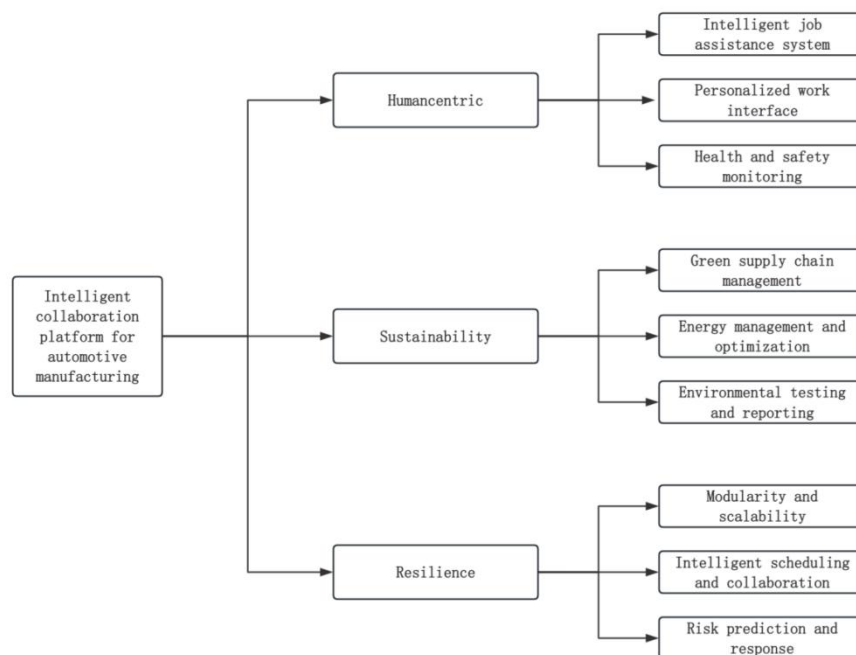 Intelligent job
assistance system
Humancentric
Personalized work
interface
Health and safety
monitoring
Intelligent
collaboration
platform for
automotive
manufacturing
Green supply chain
management
Sustainability
Energy management and
optimization
Environmental testing
and reporting
Modularity and
scalability
Resilience
Intelligent scheduling
and collaboration
Risk prediction and
response